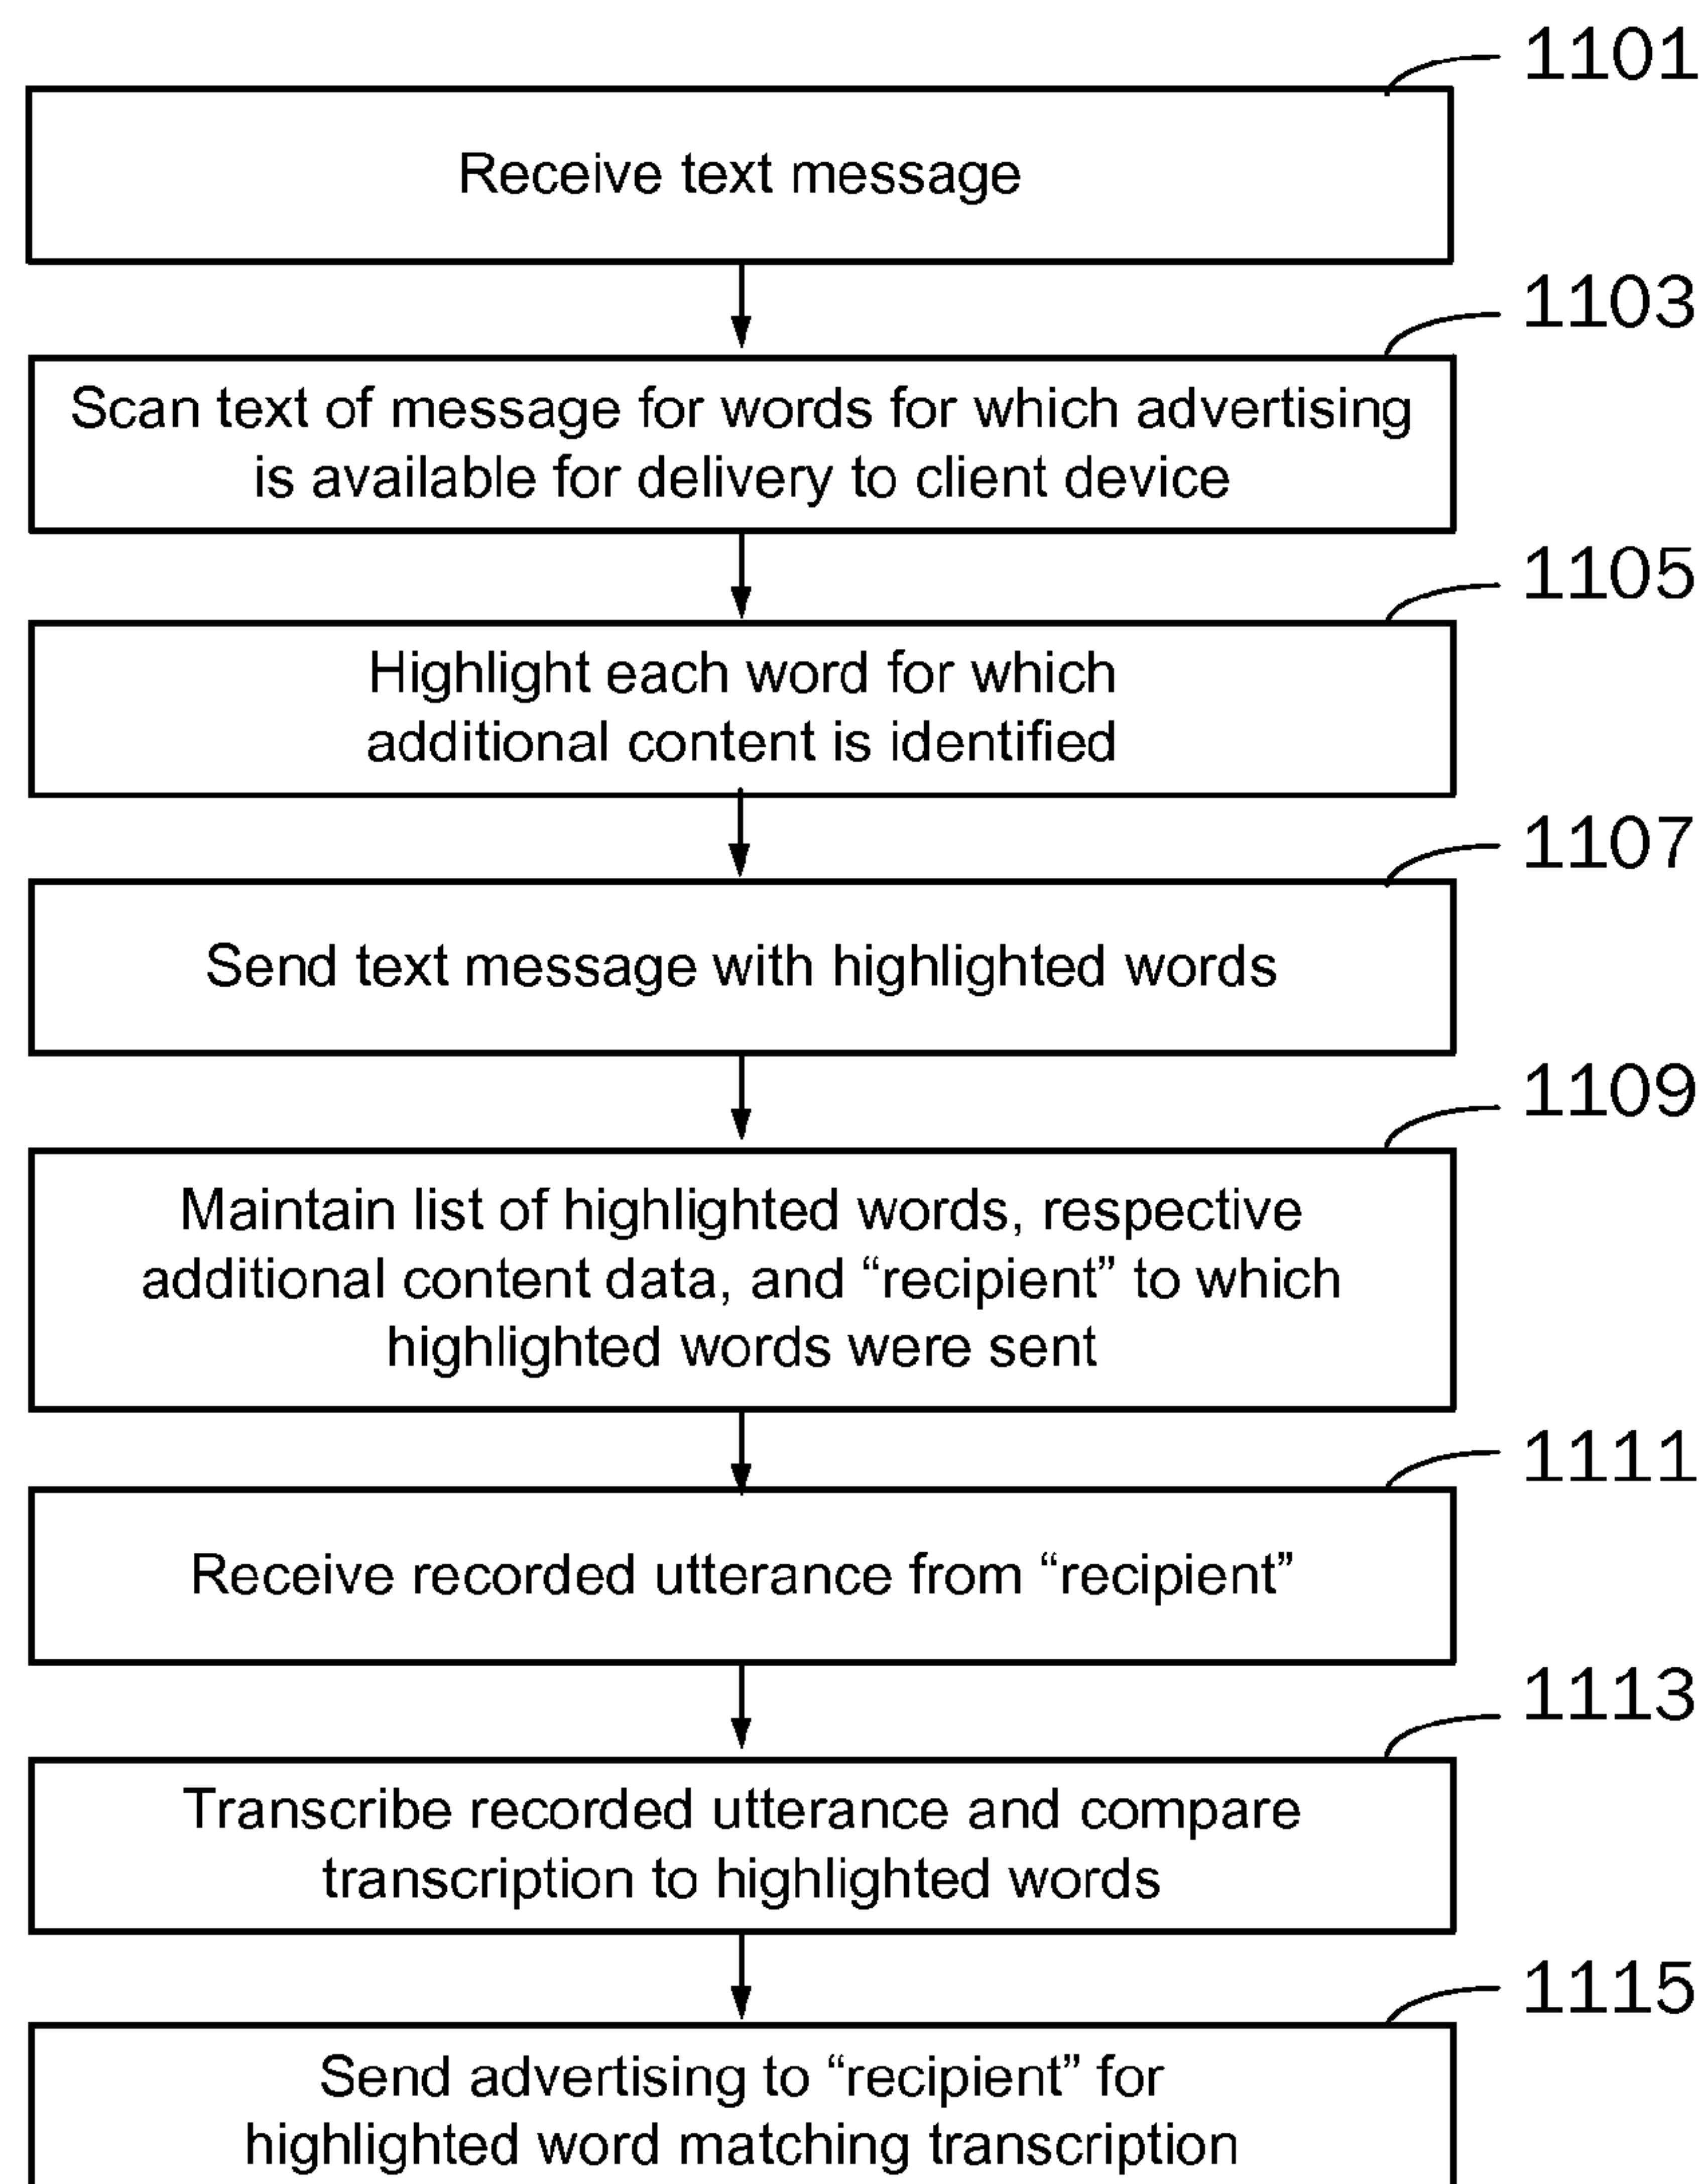 1101
Receive text message
1103
Scan text of message for words for which advertising
is available for delivery to client device
1105
Highlight each word for which
additional content is identified
1107
Send text message with highlighted words
1109
Maintain list of highlighted words, respective
additional content data, and “recipient” to which
highlighted words were sent
1111
Receive recorded utterance from “recipient”
1113
Transcribe recorded utterance and compare
transcription to highlighted words
1115
Send advertising to “recipient” for
highlighted word matching transcription